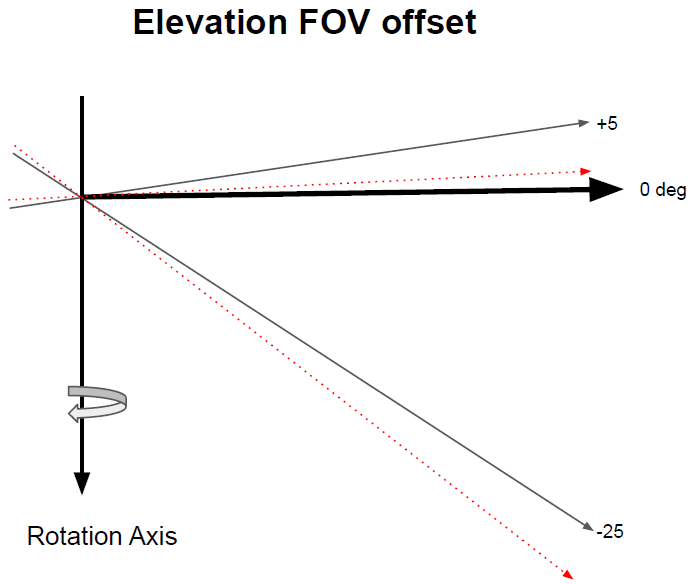 Elevation FOV offset
+5
0 deg
-25
Rotation Axis